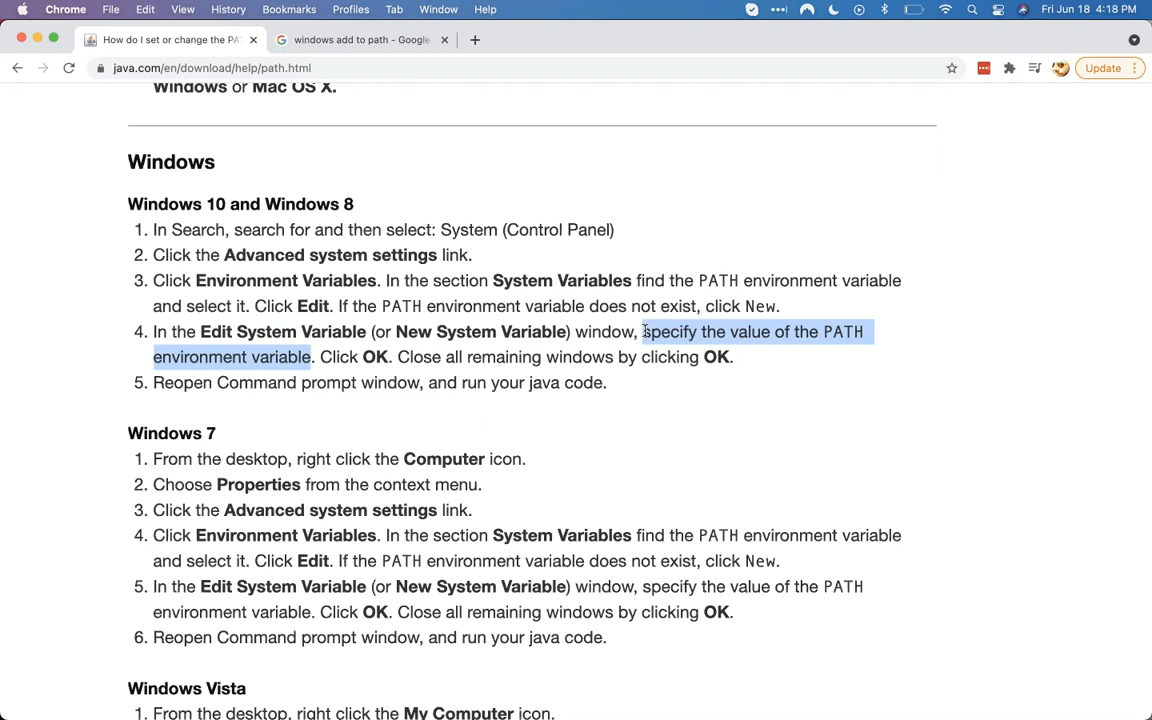 Chrome File Edit View History Bookmarks Profiles Tab Window Help Fri Jun 18 4:18 PM
How do I set or change the PA windows add to path - Google
java.com/en/download/help/path.html Update
Windows or Mac OS X.
Windows
Windows 10 and Windows 8
1. In Search, search for and then select: System (Control Panel)
2. Click the Advanced system settings link.
3. Click Environment Variables. In the section System Variables find the PATH environment variable
and select it. Click Edit. If the PATH environment variable does not exist, click New.
4. In the Edit System Variable (or New System Variable) window, specify the value of the PATH
environment variable. Click OK. Close all remaining windows by clicking OK.
5. Reopen Command prompt window, and run your java code.
Windows 7
1. From the desktop, right click the Computer icon.
2. Choose Properties from the context menu.
3. Click the Advanced system settings link.
4. Click Environment Variables. In the section System Variables find the PATH environment variable
and select it. Click Edit. If the PATH environment variable does not exist, click New.
5. In the Edit System Variable (or New System Variable) window, specify the value of the PATH
environment variable. Click OK. Close all remaining windows by clicking OK.
6. Reopen Command prompt window, and run your java code.
Windows Vista
1. From the desktop, right click the My Computer icon.